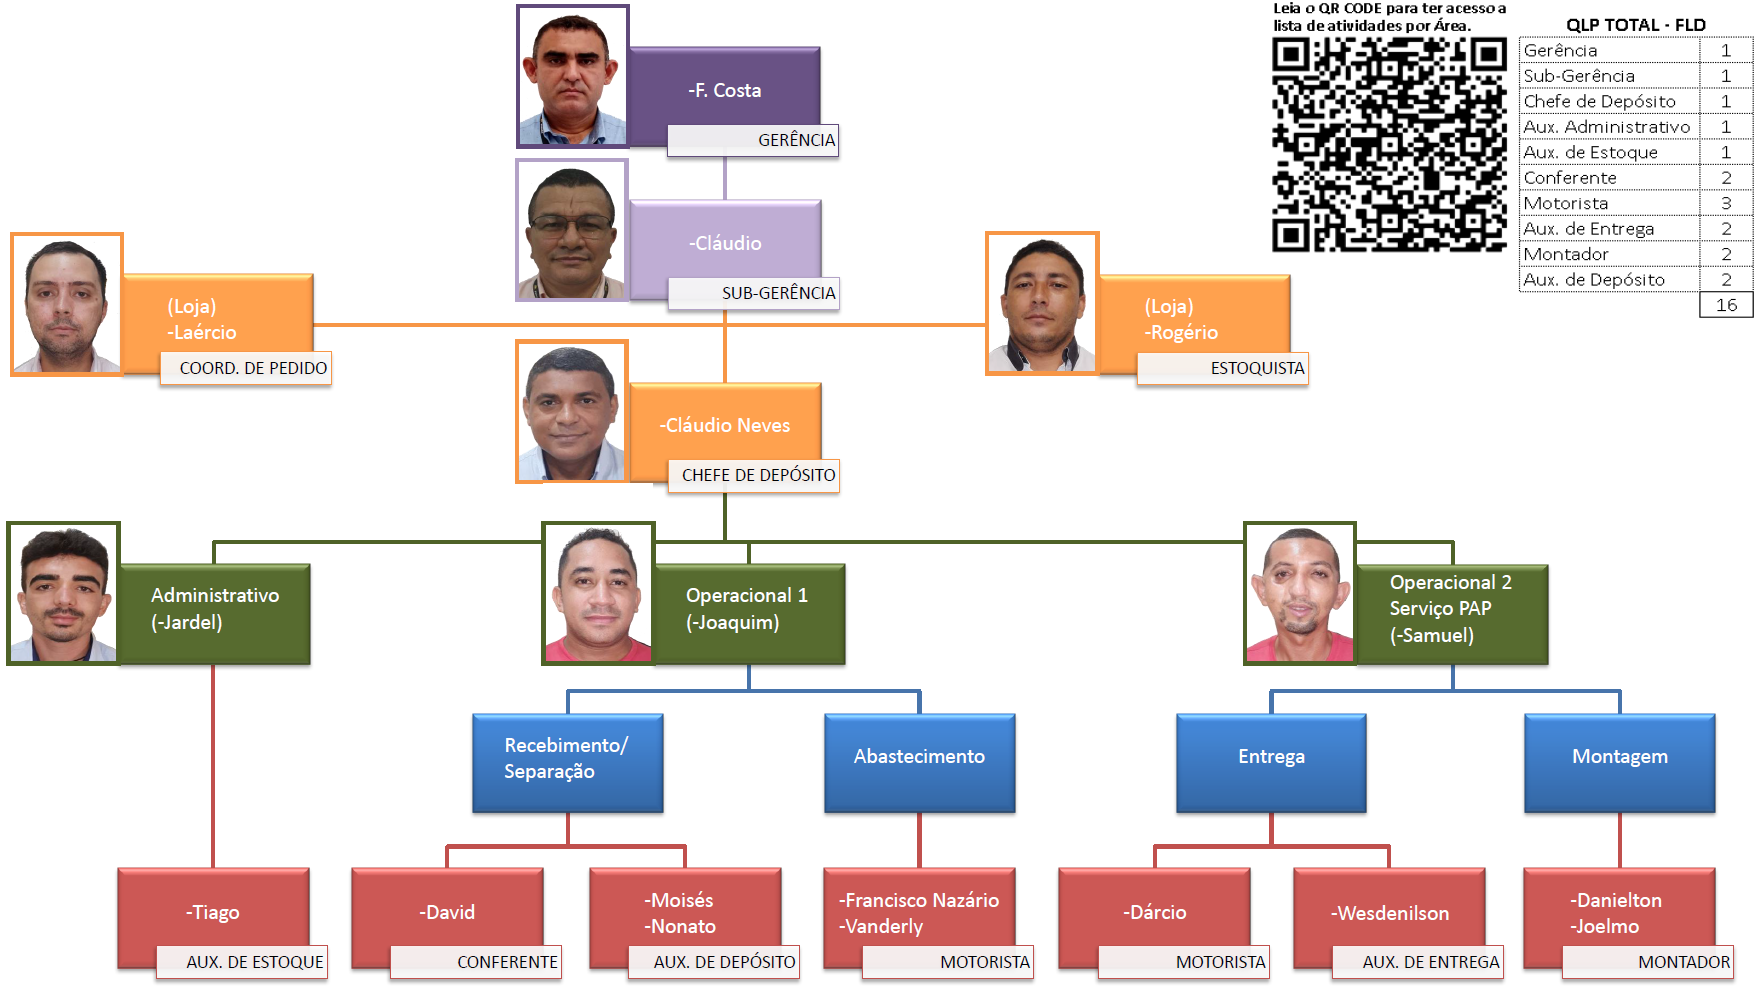 Leia o QR CODE para ter acesso a
lista de atividades por Área.
QLP TOTAL - FLD
Gerência 1
Sub-Gerência 1
Chefe de Depósito 1
Aux. Administrativo 1
Aux. de Estoque 1
Conferente 2
Motorista 3
Aux. de Entrega 2
Montador 2
Aux. de Depósito 2
16
-F. Costa
GERÊNCIA
-Cláudio
SUB-GERÊNCIA
(Loja)
-Laércio
COORD. DE PEDIDO
(Loja)
-Rogério
ESTOQUISTA
-Cláudio Neves
CHEFE DE DEPÓSITO
Administrativo
(-Jardel)
Operacional 1
(-Joaquim)
Operacional 2
Serviço PAP
(-Samuel)
Recebimento/
Separação
Abastecimento
Entrega
Montagem
-Tiago
AUX. DE ESTOQUE
-David
CONFERENTE
-Moisés
-Nonato
AUX. DE DEPÓSITO
-Francisco Nazário
-Vanderly
MOTORISTA
-Dárcio
MOTORISTA
-Wesdenilson
AUX. DE ENTREGA
-Danielton
-Joelmo
MONTADOR